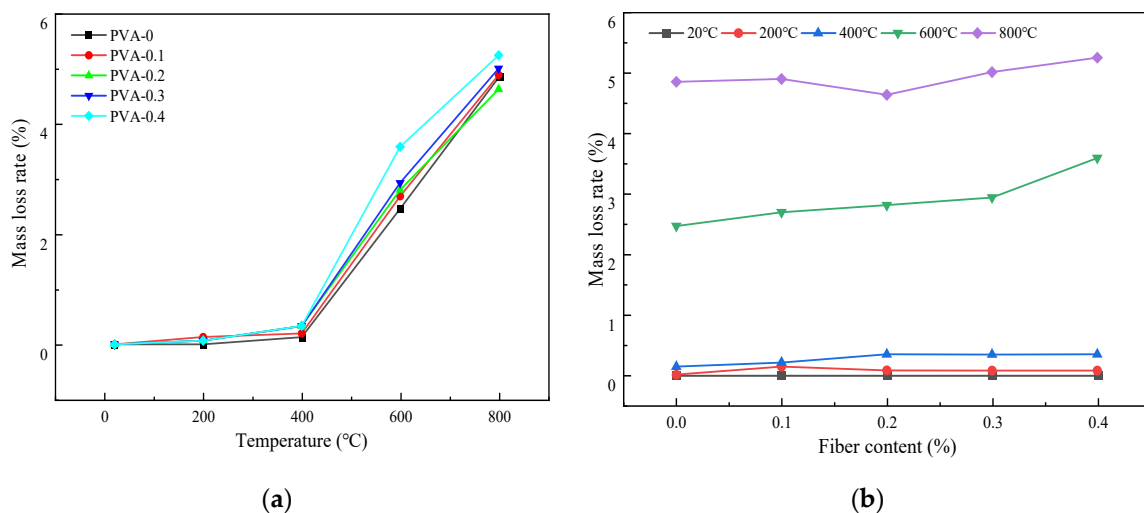 6
4
2
0
Mass loss rate (%)
PVA-0
PVA-0.1
PVA-0.2
PVA-0.3
PVA-0.4
0 200 400 600 800
Temperature (℃)
(a)
6
5
4
3
2
1
0
Mass loss rate (%)
20℃ 200℃ 400℃ 600℃ 800℃
0.0 0.1 0.2 0.3 0.4
Fiber content (%)
(b)